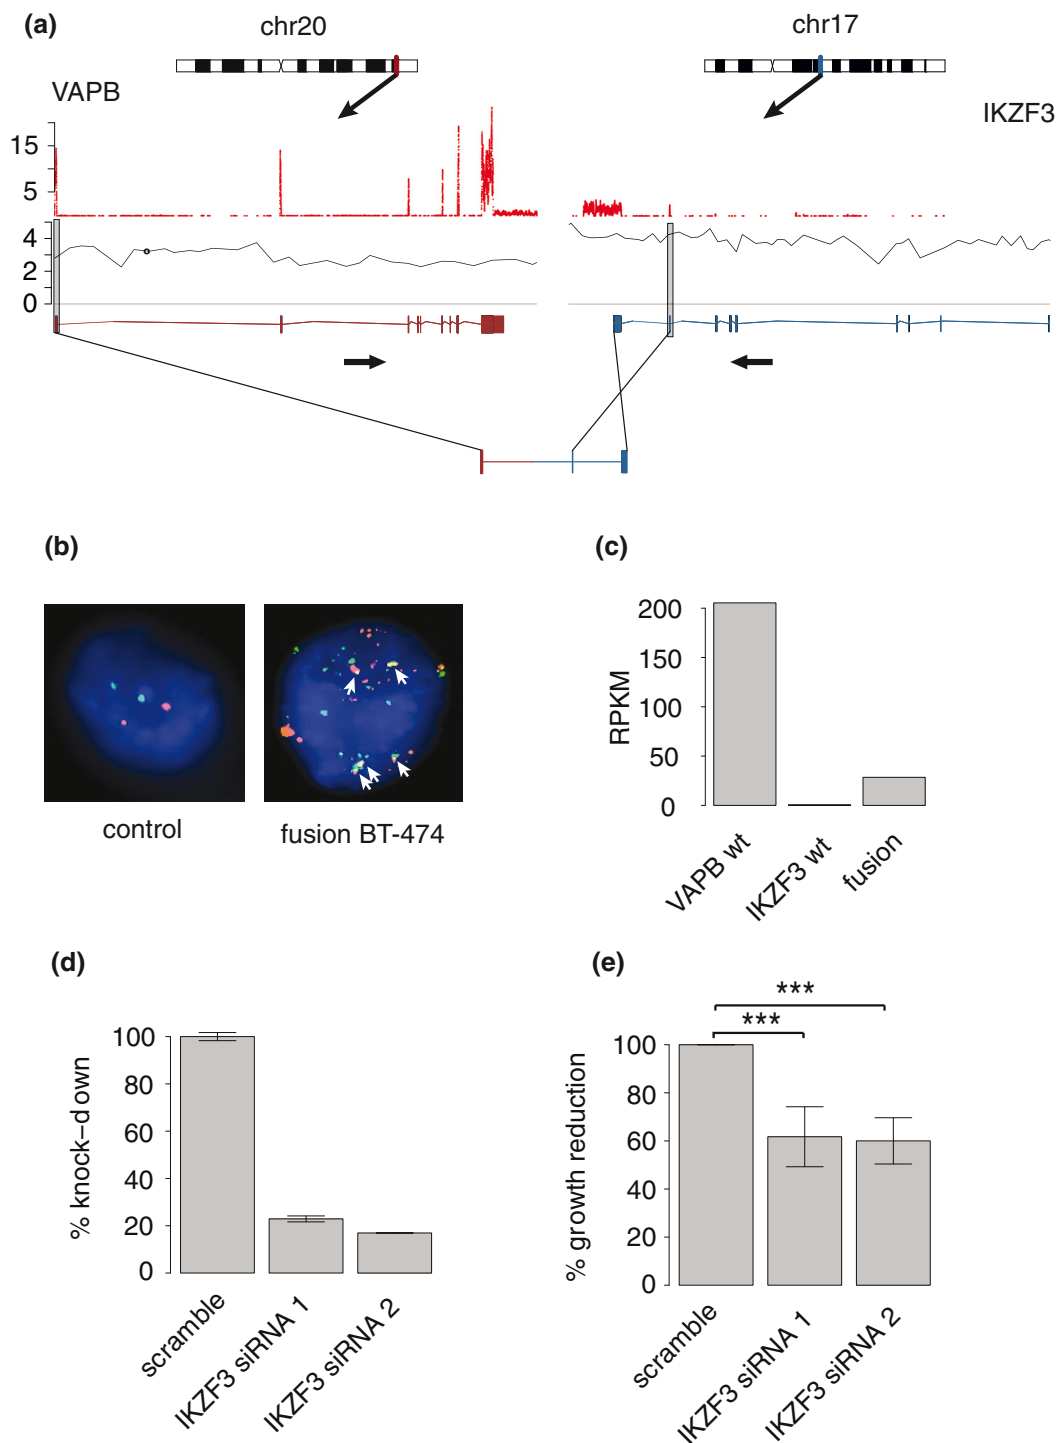 (a)
chr20
chr17
VAPB
IKZF3
15
5
4
2
0
(b)
control
fusion BT-474
(c)
RPKM
200
150
100
50
0
VAPB wt
IKZF3 wt
fusion
(d)
% knock-down
100
80
60
40
20
0
scramble
IKZF3 siRNA 1
IKZF3 siRNA 2
(e)
***
***
% growth reduction
100
80
60
40
20
0
scramble
IKZF3 siRNA 1
IKZF3 siRNA 2